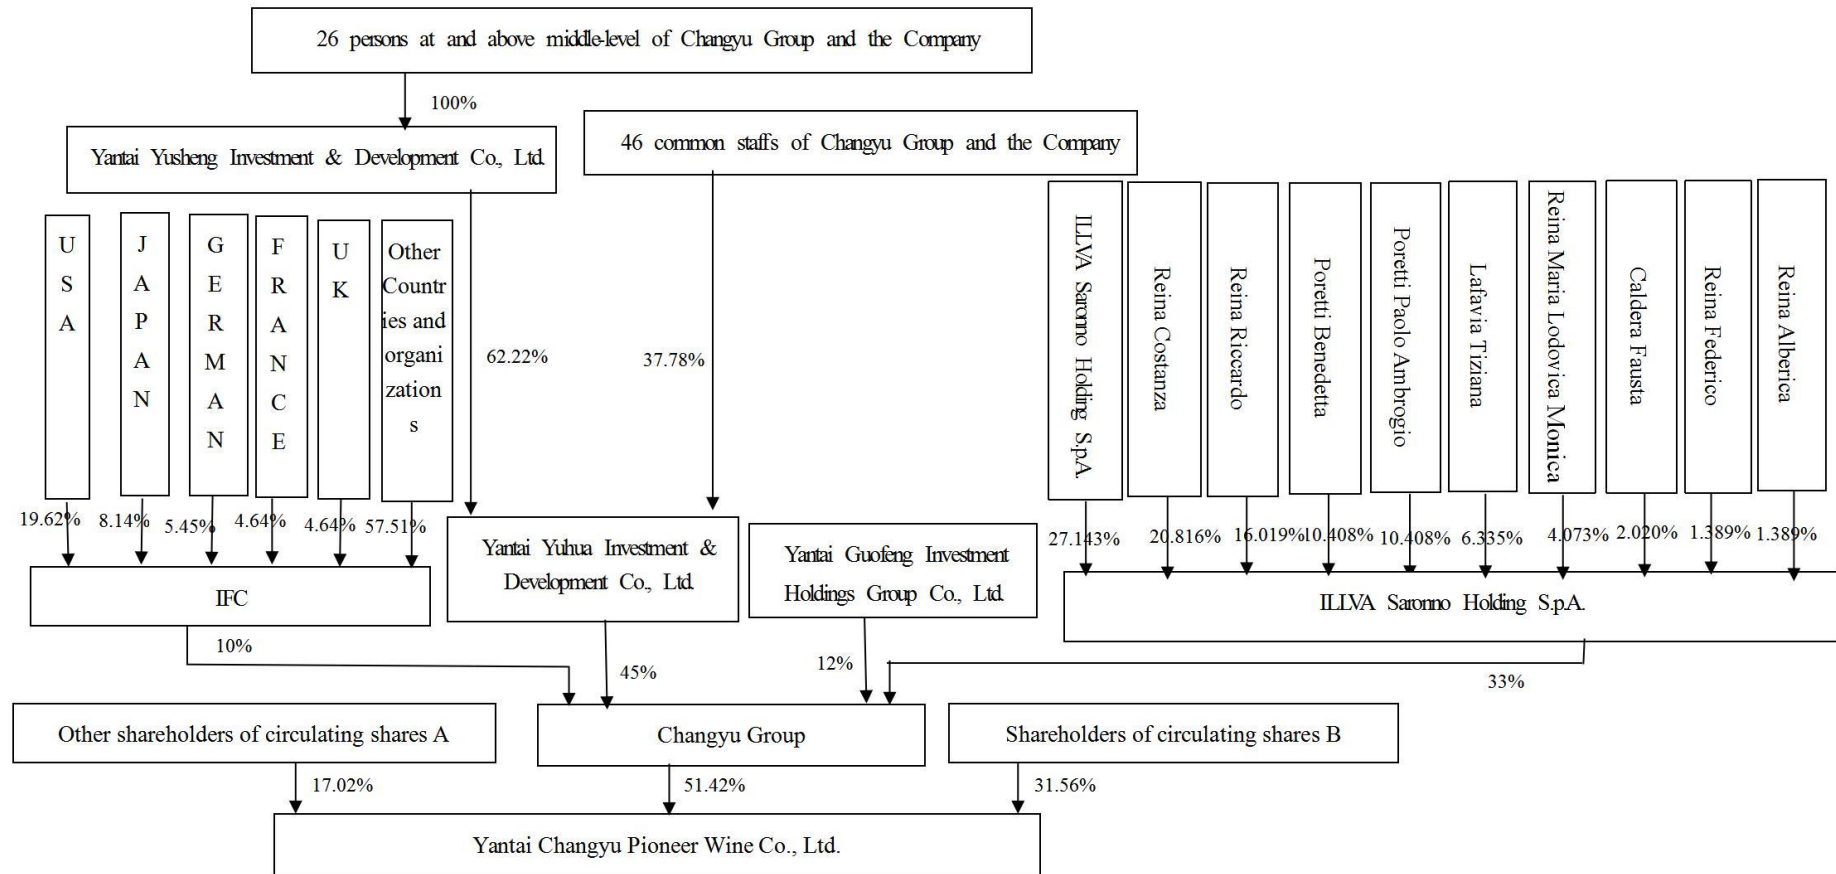 26 persons at and above middle-level of Changyu Group and the Company
100%
Yantai Yusheng Investment & Development Co., Ltd.
46 common staffs of Changyu Group and the Company
USA
JAPAN
GERMAN
FRANCE
UK
Other
Countr
ies and
organi
zation
s
62.22%
37.78%
ILLVA Saronno Holding S.p.A.
Reina Costanza
Reina Riccardo
Poretti Benedetta
Poretti Paolo Ambrogio
Lafavia Tiziana
Reina Maria Lodovica Monica
Caldera Fausta
Reina Federico
Reina Alberica
19.62%
8.14%
5.45%
4.64%
4.64%
57.51%
27.143%
20.816%
16.019%
10.408%
10.408%
6.335%
4.073%
2.020%
1.389%
1.389%
IFC
Yantai Yuhua Investment &
Development Co., Ltd.
Yantai Guofeng Investment
Holdings Group Co., Ltd.
ILLVA Saronno Holding S.p.A.
10%
45%
12%
33%
Other shareholders of circulating shares A
Changyu Group
Shareholders of circulating shares B
17.02%
51.42%
31.56%
Yantai Changyu Pioneer Wine Co., Ltd.